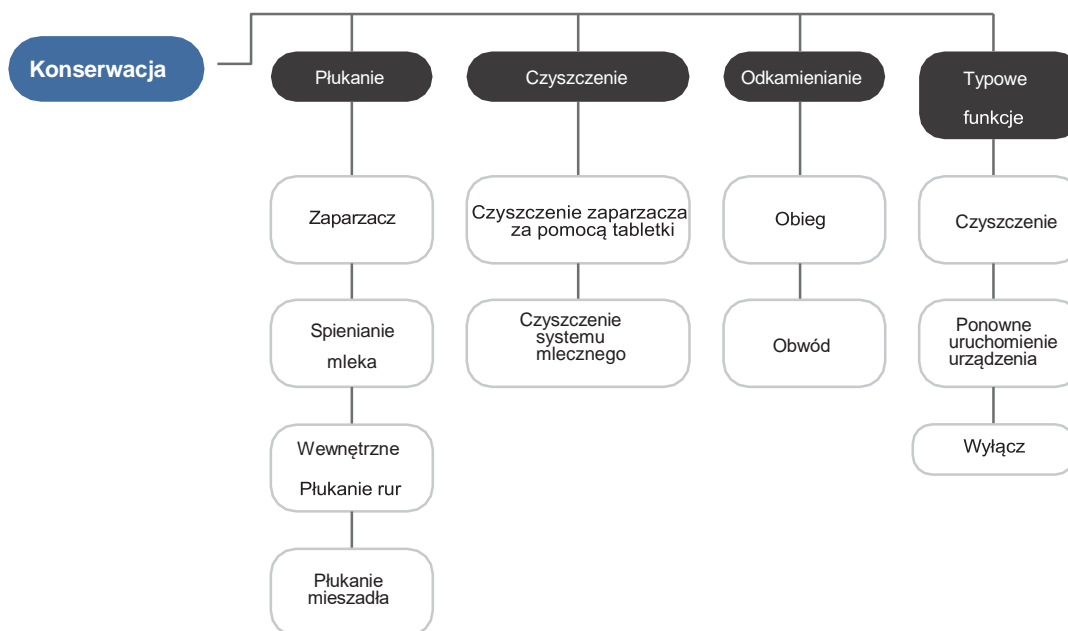 Konserwacja
Płukanie
Czyszczenie
Odkamienianie
Typowe
funkcje
Zaparzacz
Czyszczenie zaparzacza
za pomocą tabletki
Obieg
Czyszczenie
Spienianie
mleka
Czyszczenie
systemu
mlecznego
Obwód
Ponowne
uruchomienie
urządzenia
Wewnętrzne
Płukanie rur
Wyłącz
Płukanie
mieszadła